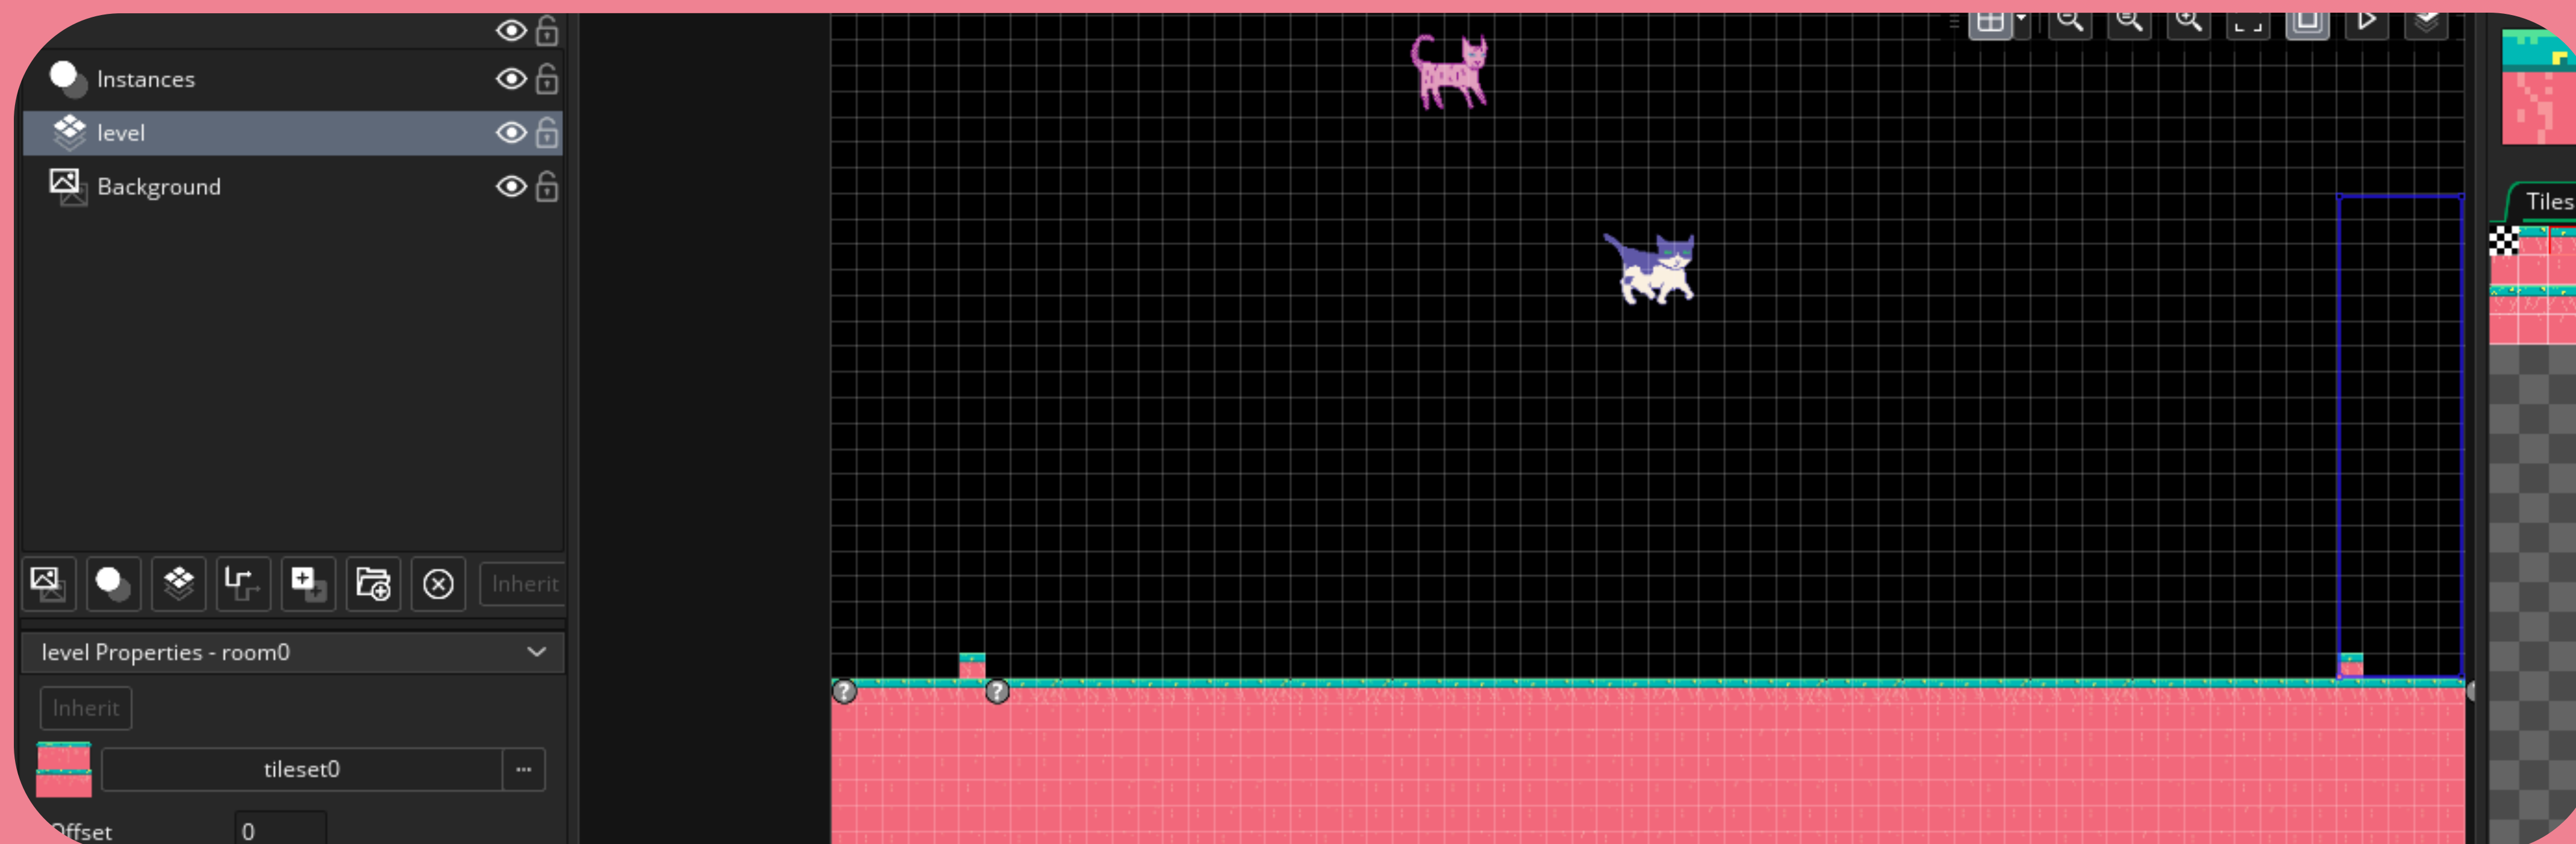 Instances
level
Background
Inherit
level Properties - room0
Inherit
tileset0
...
Offset
0
?
?
Tiles